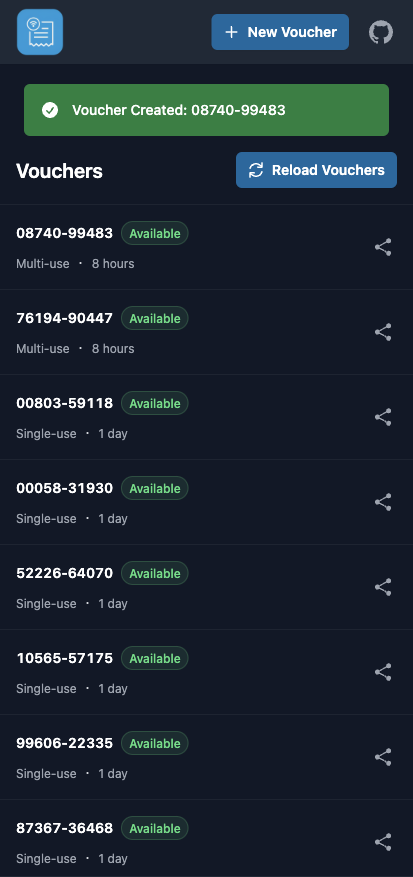 New Voucher
Voucher Created: 08740-99483
Vouchers
Reload Vouchers
08740-99483 Available
Multi-use · 8 hours
76194-90447 Available
Multi-use · 8 hours
00803-59118 Available
Single-use · 1 day
00058-31930 Available
Single-use · 1 day
52226-64070 Available
Single-use · 1 day
10565-57175 Available
Single-use · 1 day
99606-22335 Available
Single-use · 1 day
87367-36468 Available
Single-use · 1 day